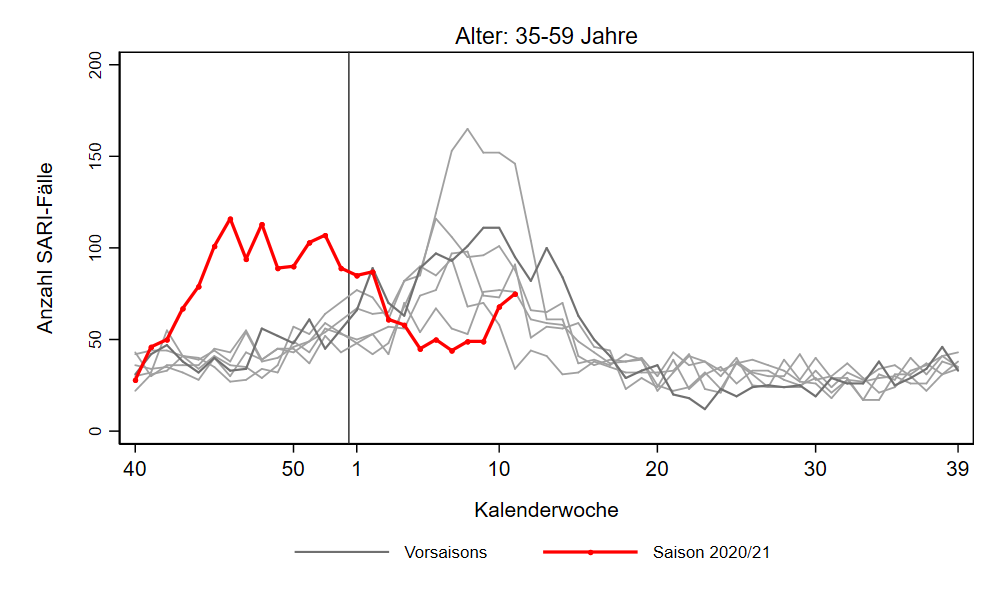 Alter: 35-59 Jahre
200
150
100
50
0
Anzahl SARI-Fälle
40 50 1 10 20 30 39
Kalenderwoche
Vorsaisons Saison 2020/21